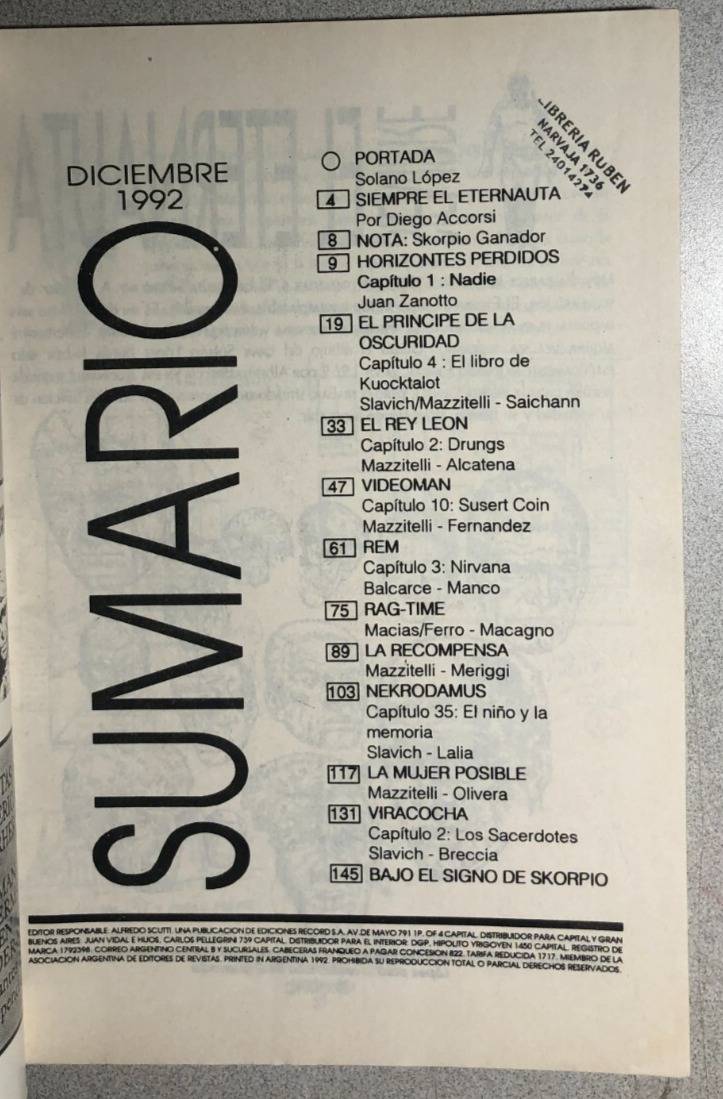 DICIEMBRE
1992
SUMARIO
LIBRERIA RUBEN
NARVAJA 1736
TEL 24014274
PORTADA
Solano López
4 SIEMPRE EL ETERNAUTA
Por Diego Accorsi
8 NOTA: Skorpio Ganador
9 HORIZONTES PERDIDOS
Capítulo 1 : Nadie
Juan Zanotto
19 EL PRINCIPE DE LA
OSCURIDAD
Capítulo 4 : El libro de
Kuocktalot
Slavich/Mazzitelli - Saichann
33 EL REY LEON
Capítulo 2: Drungs
Mazzitelli - Alcatena
47 VIDEOMAN
Capítulo 10: Susert Coin
Mazzitelli - Fernandez
61 REM
Capítulo 3: Nirvana
Balcarce - Manco
75 RAG-TIME
Macias/Ferro - Macagno
89 LA RECOMPENSA
Mazzitelli - Meriggi
103 NEKRODAMUS
Capítulo 35: El niño y la
memoria
Slavich - Lalia
117 LA MUJER POSIBLE
Mazzitelli - Olivera
131 VIRACOCHA
Capítulo 2: Los Sacerdotes
Slavich - Breccia
145 BAJO EL SIGNO DE SKORPIO
EDITOR RESPONSABLE: ALFREDO SCUTTI. UNA PUBLICACION DE EDICIONES RECORD S.A. AV. DE MAYO 791 1P. OF 4 CAPITAL. DISTRIBUIDOR PARA CAPITAL Y GRAN
BUENOS AIRES: JUAN VIDAL E HIJOS. CARLOS PELLEGRINI 739 CAPITAL. DISTRIBUIDOR PARA EL INTERIOR: DGP. HIPOLITO YRIGOYEN 1450 CAPITAL. REGISTRO DE
MARCA 1792398. CORREO ARGENTINO CENTRAL B Y SUCURSALES. CABECERAS FRANQUEO A PAGAR CONCESION 822. TARIFA REDUCIDA 1717. MIEMBRO DE LA
ASOCIACION ARGENTINA DE EDITORES DE REVISTAS. PRINTED IN ARGENTINA 1992. PROHIBIDA SU REPRODUCCION TOTAL O PARCIAL DERECHOS RESERVADOS.